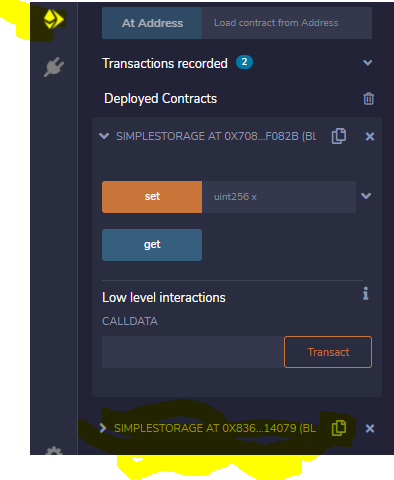 At Address Load contract from Address
Transactions recorded 2
Deployed Contracts
SIMPLESTORAGE AT 0X708...F082B (BL
set uint256 x
get
Low level interactions
CALLDATA
Transact
SIMPLESTORAGE AT 0X836...14079 (BL